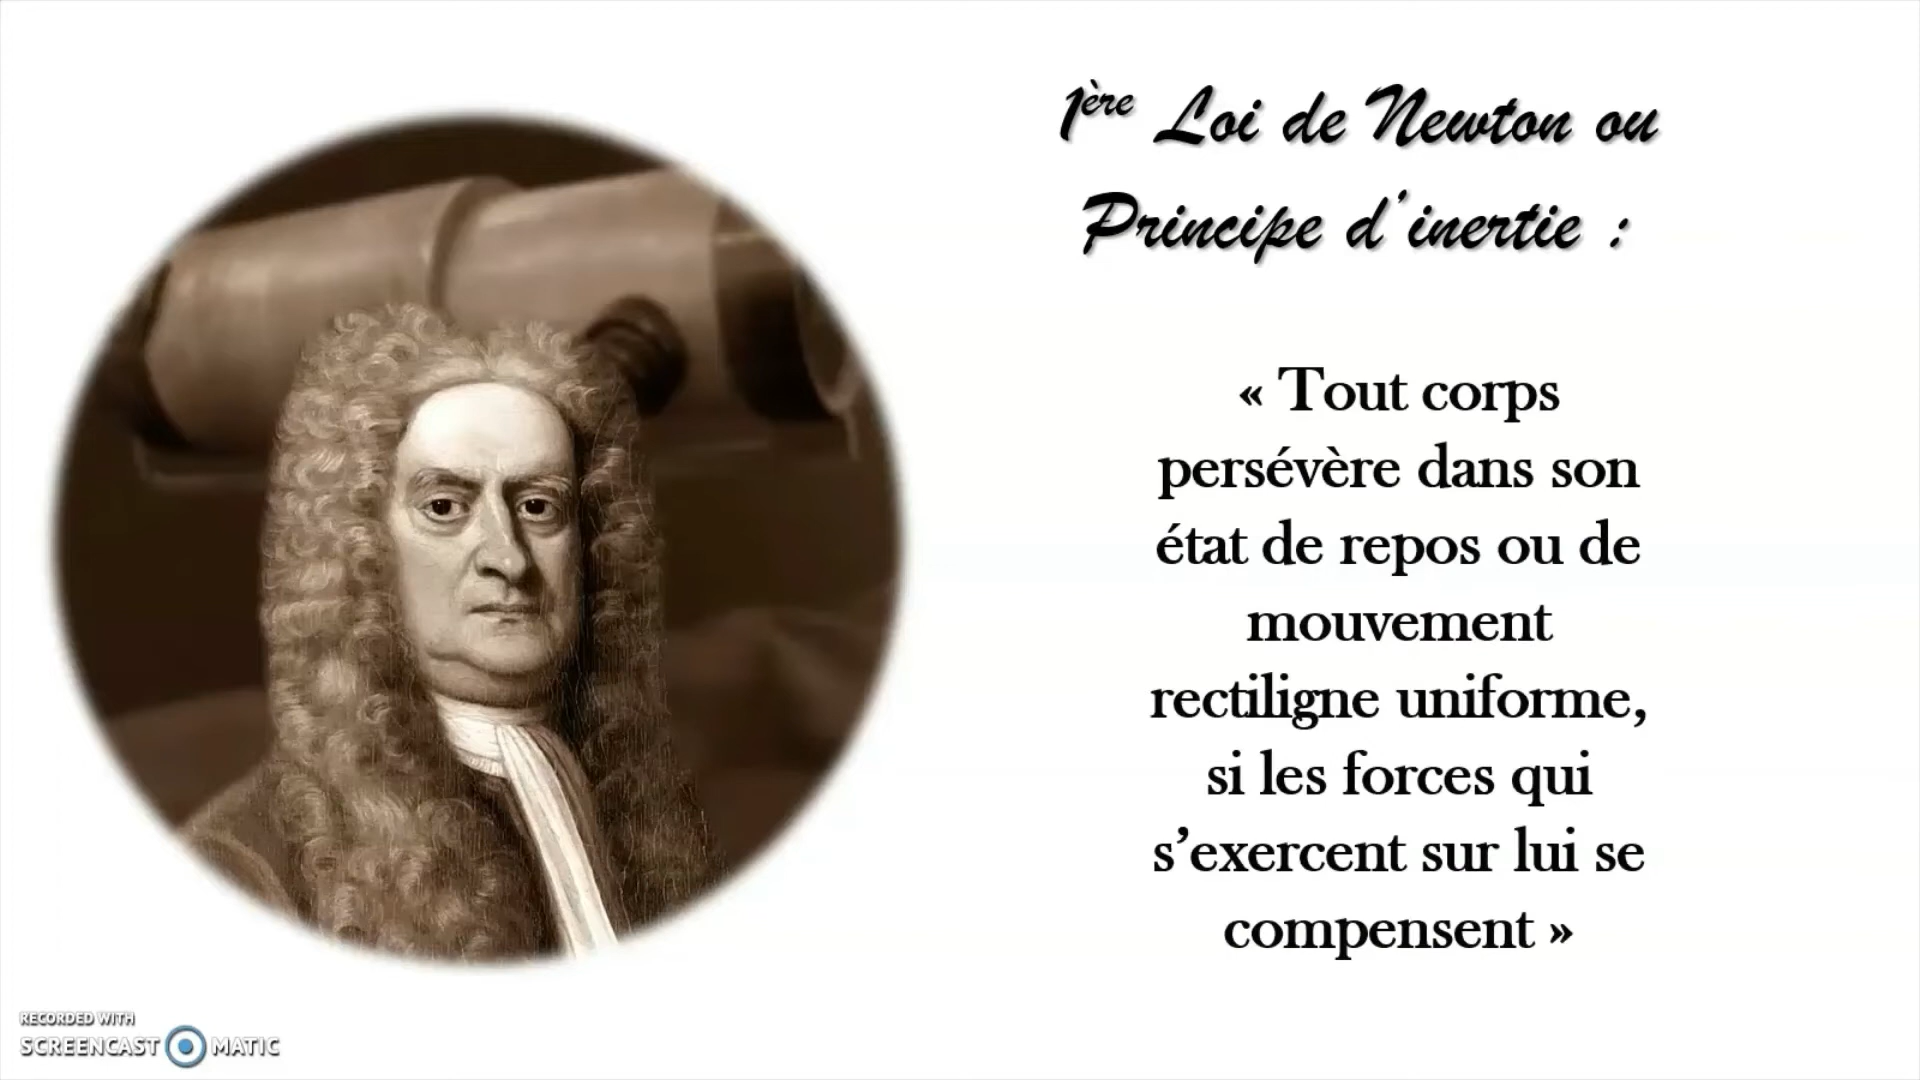 1ère Loi de Newton ou
Principe d'inertie :
« Tout corps
persévère dans son
état de repos ou de
mouvement
rectiligne uniforme,
si les forces qui
s'exercent sur lui se
compensent »
RECORDED WITH
SCREENCAST MATIC